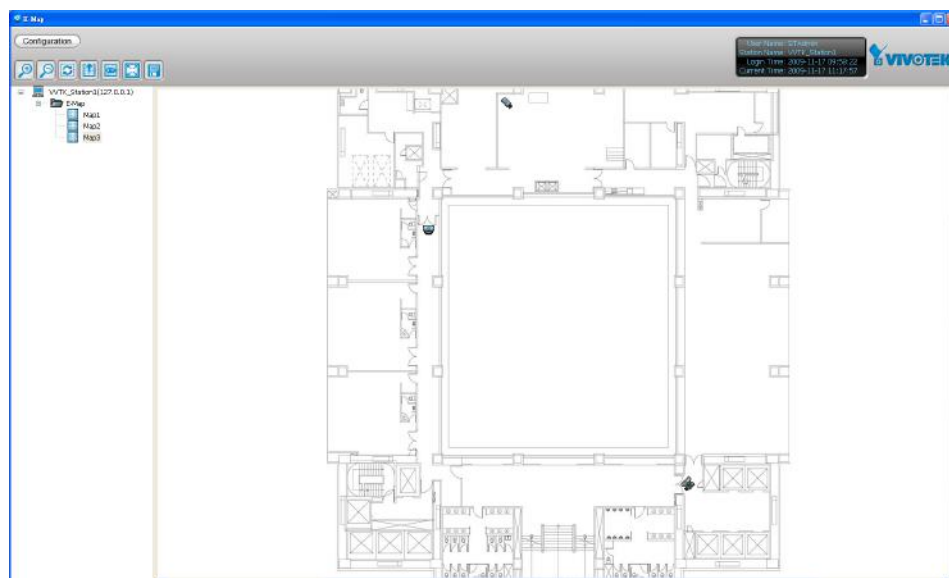 E-Map
Configuration
User Name: STAdmin
Station Name: VVTK_Station1
Login Time: 2009-11-17 09:58:22
Current Time: 2009-11-17 11:17:57
VIVOTEK
VVTK_Station1(127.0.0.1)
E-Map
Map1
Map2
Map3